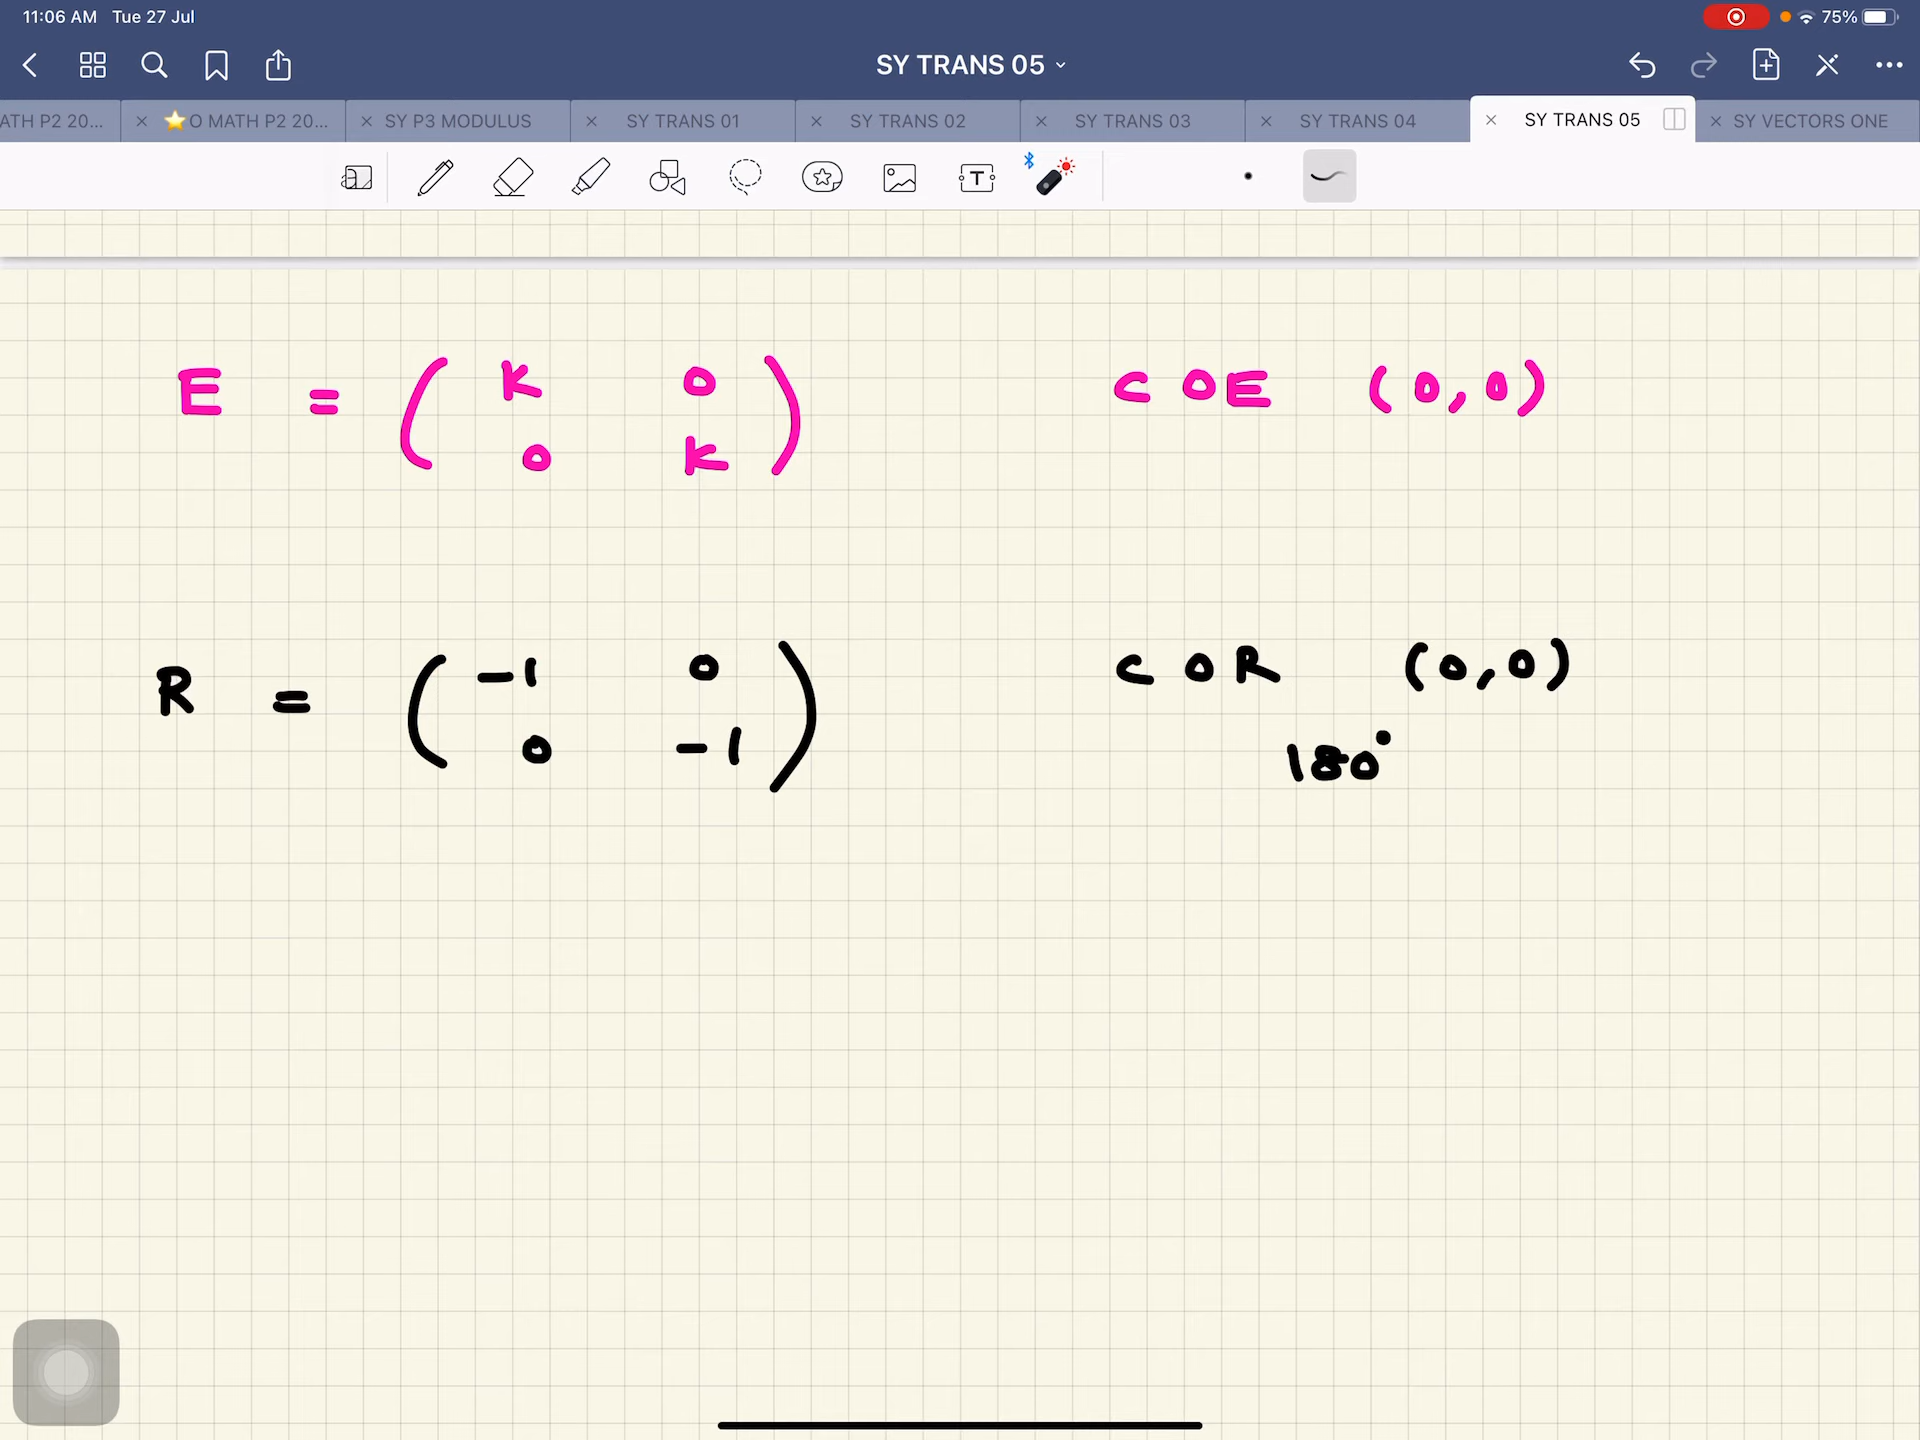 11:06 AM Tue 27 Jul 75%
SY TRANS 05
ATH P2 20... ⭐O MATH P2 20... SY P3 MODULUS SY TRANS 01 SY TRANS 02 SY TRANS 03 SY TRANS 04 SY TRANS 05 SY VECTORS ONE
E = ( K 0 COE (0,0)
0 K )
R = ( -1 0 COR (0,0)
0 -1 ) 180°